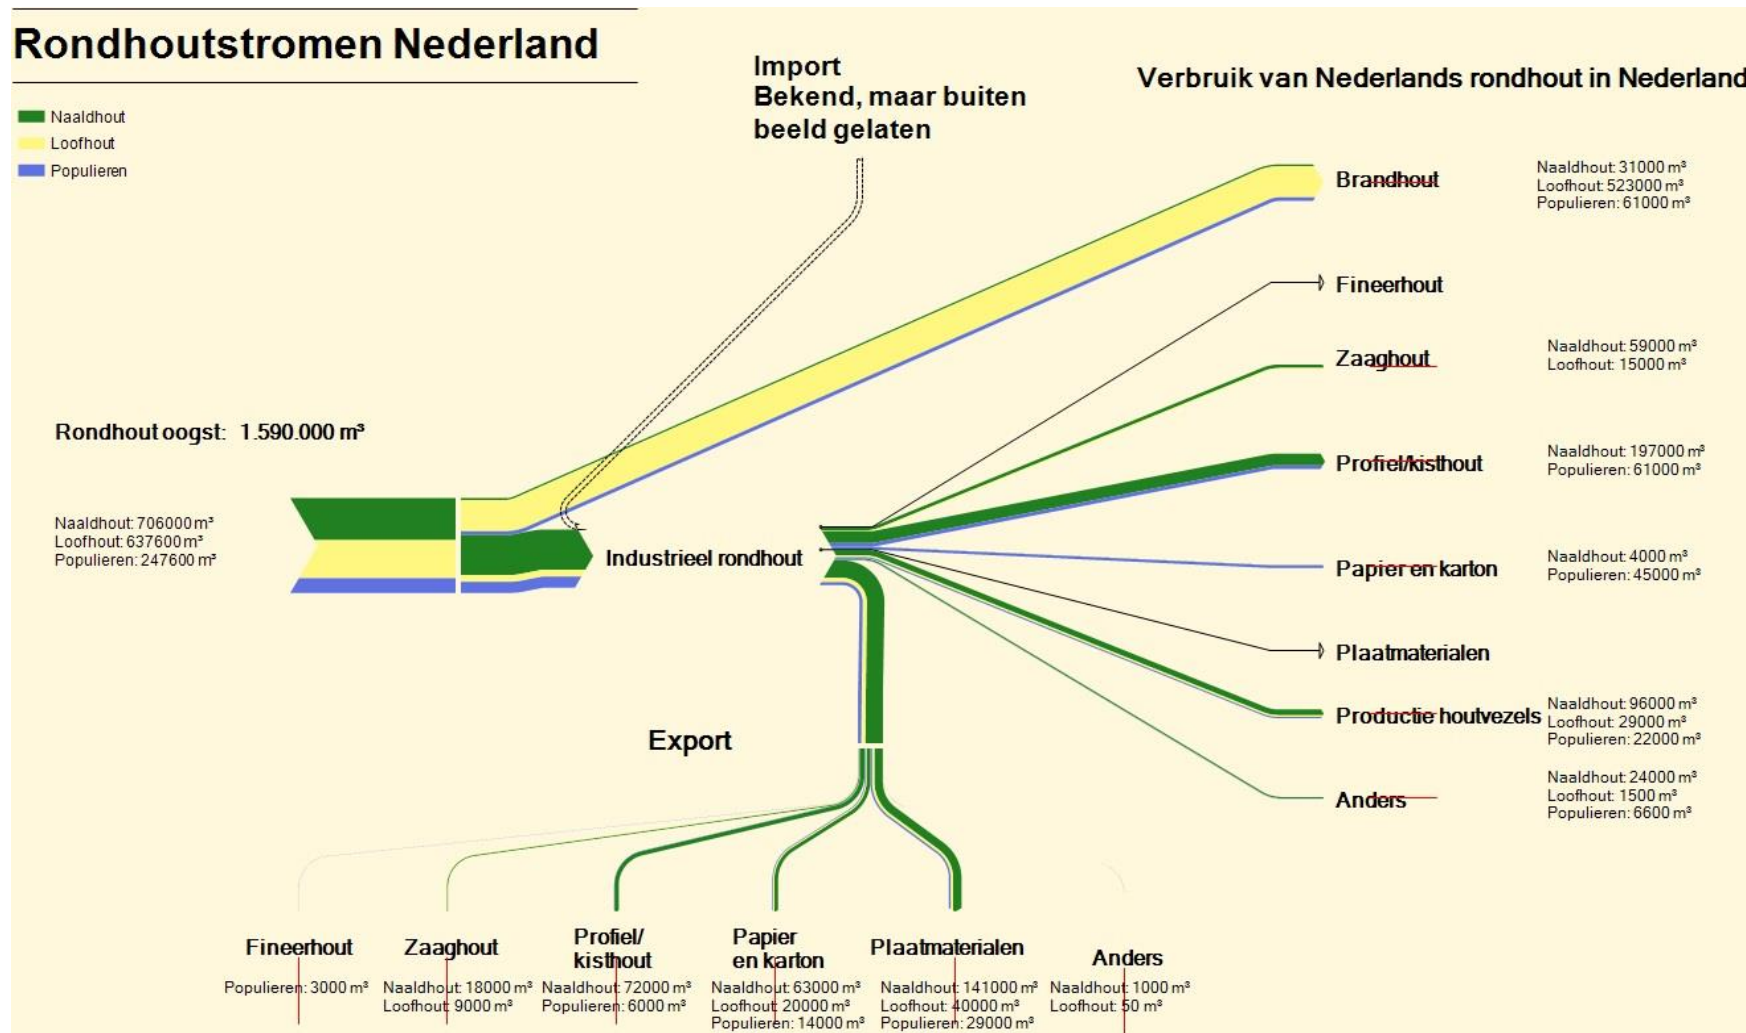 Rondhoutstromen Nederland
Naaldhout
Loofhout
Populieren
Import
Bekend, maar buiten
beeld gelaten
Verbruik van Nederlands rondhout in Nederland
Brandhout
Naaldhout: 31000 m³
Loofhout: 523000 m³
Populieren: 61000 m³
Fineerhout
Zaaghout
Naaldhout: 59000 m³
Loofhout: 15000 m³
Rondhout oogst: 1.590.000 m³
Profiel/kisthout
Naaldhout: 197000 m³
Populieren: 61000 m³
Naaldhout: 706000 m³
Loofhout: 637600 m³
Populieren: 247600 m³
Industrieel rondhout
Papier en karton
Naaldhout: 4000 m³
Populieren: 45000 m³
Plaatmaterialen
Productie houtvezels
Naaldhout: 96000 m³
Loofhout: 29000 m³
Populieren: 22000 m³
Export
Anders
Naaldhout: 24000 m³
Loofhout: 1500 m³
Populieren: 6600 m³
Fineerhout
Populieren: 3000 m³
Zaaghout
Naaldhout: 18000 m³
Loofhout: 9000 m³
Profiel/
kisthout
Naaldhout: 72000 m³
Populieren: 6000 m³
Papier
en karton
Naaldhout: 63000 m³
Loofhout: 20000 m³
Populieren: 14000 m³
Plaatmaterialen
Naaldhout: 141000 m³
Loofhout: 40000 m³
Populieren: 29000 m³
Anders
Naaldhout: 1000 m³
Loofhout: 50 m³